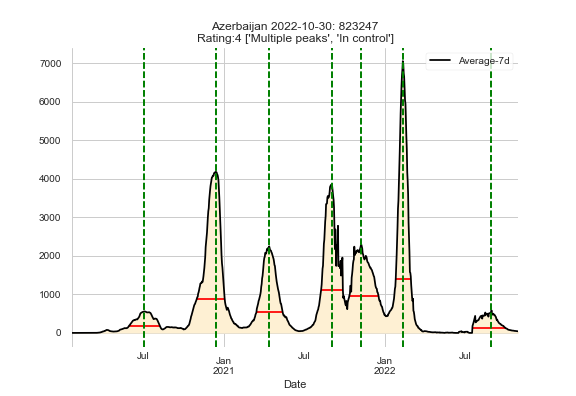 Azerbaijan 2022-10-30: 823247
Rating:4 ['Multiple peaks', 'In control']
Average-7d
7000
6000
5000
4000
3000
2000
1000
0
Jul
Jan
2021
Jul
Jan
2022
Jul
Date